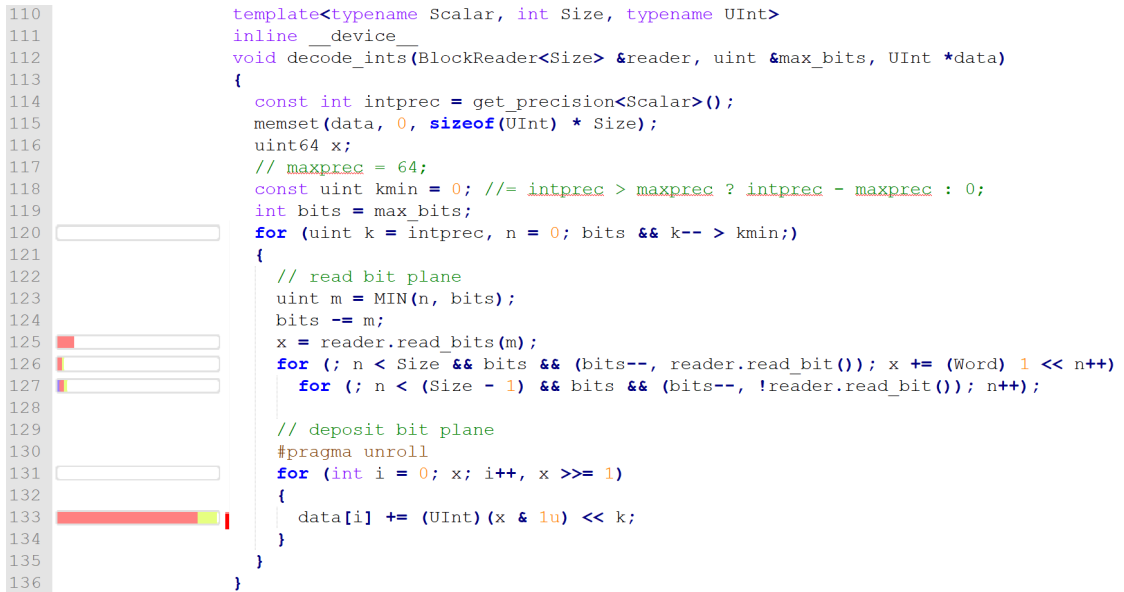 110 template<typename Scalar, int Size, typename UInt>
111 inline __device__
112 void decode_ints(BlockReader<Size> &reader, uint &max_bits, UInt *data)
113 {
114   const int intprec = get_precision<Scalar>();
115   memset(data, 0, sizeof(UInt) * Size);
116   uint64 x;
117   // maxprec = 64;
118   const uint kmin = 0; //= intprec > maxprec ? intprec - maxprec : 0;
119   int bits = max_bits;
120   for (uint k = intprec, n = 0; bits && k-- > kmin;)
121   {
122     // read bit plane
123     uint m = MIN(n, bits);
124     bits -= m;
125     x = reader.read_bits(m);
126     for (; n < Size && bits && (bits--, reader.read_bit()); x += (Word) 1 << n++)
127       for (; n < (Size - 1) && bits && (bits--, !reader.read_bit()); n++);
128
129     // deposit bit plane
130     #pragma unroll
131     for (int i = 0; x; i++, x >>= 1)
132     {
133       data[i] += (UInt)(x & 1u) << k;
134     }
135   }
136 }